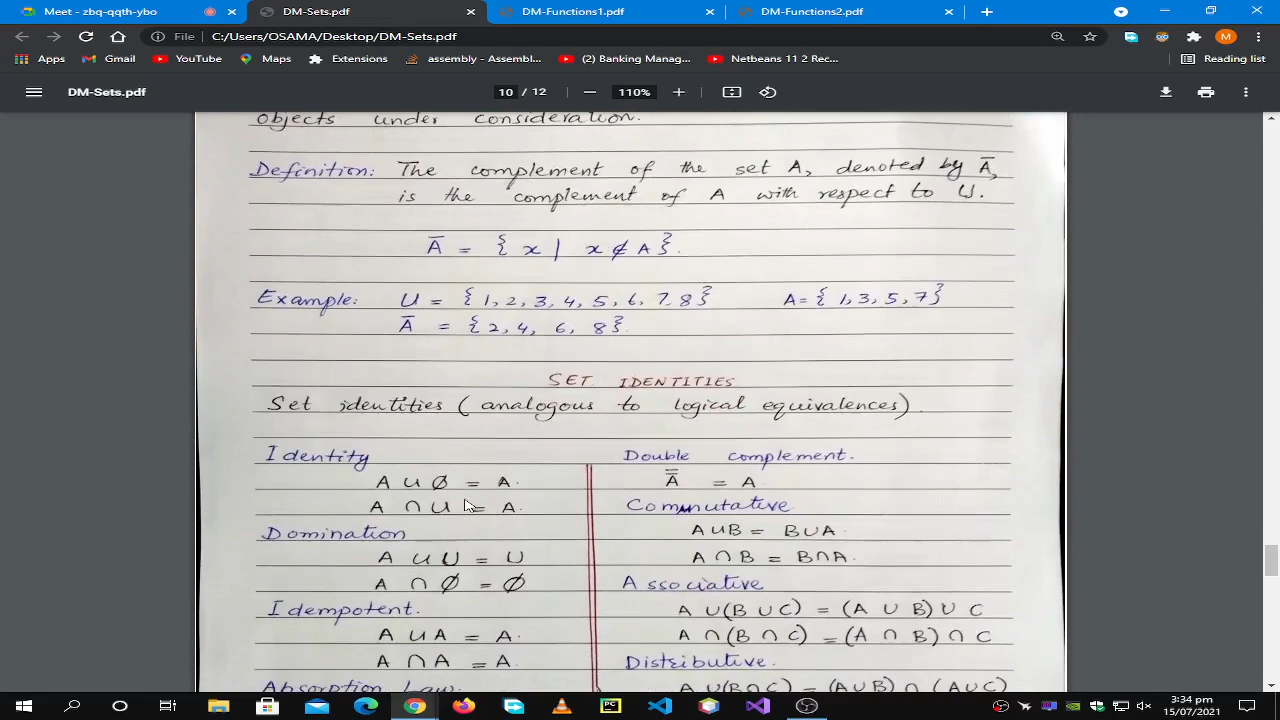 Meet - zbq-qqth-ybo
DM-Sets.pdf
DM-Functions1.pdf
DM-Functions2.pdf
File
C:/Users/OSAMA/Desktop/DM-Sets.pdf
Apps
Gmail
YouTube
Maps
Extensions
assembly - Assembl...
(2) Banking Manag...
Netbeans 11 2 Rec...
Reading list
DM-Sets.pdf
10 / 12
110%
objects under consideration.
Definition: The complement of the set A, denoted by A̅,
is the complement of A with respect to U.
A̅ = { x | x ∉ A }.
Example: U = { 1, 2, 3, 4, 5, 6, 7, 8 } A = { 1, 3, 5, 7 }
A̅ = { 2, 4, 6, 8 }.
SET IDENTITIES
Set identities ( analogous to logical equivalences).
Identity
A ∪ ∅ = A.
A ∩ U = A.
Domination
A ∪ U = U
A ∩ ∅ = ∅
Idempotent.
A ∪ A = A.
A ∩ A = A.
Absorption Law.
Double complement.
A̿ = A
Commutative
A∪B = B∪A.
A ∩ B = B∩A.
Associative
A ∪(B ∪ C) = (A ∪ B) ∪ C
A ∩ (B ∩ C) = (A ∩ B) ∩ C
Distributive.
A ∪(B∩C) = (A∪B) ∩ (A∪C)
3:34 pm
15/07/2021